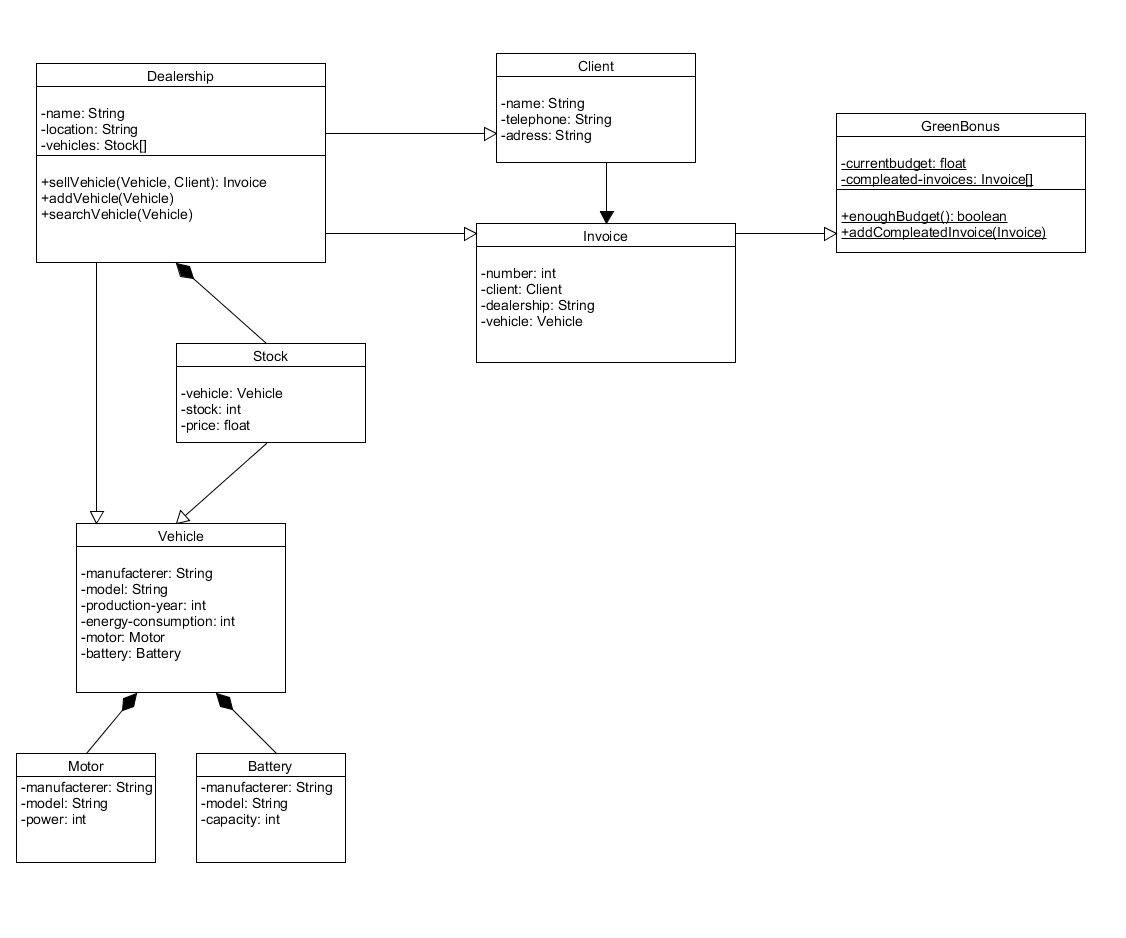 Dealership
-name: String
-location: String
-vehicles: Stock[]
+sellVehicle(Vehicle, Client): Invoice
+addVehicle(Vehicle)
+searchVehicle(Vehicle)
Client
-name: String
-telephone: String
-adress: String
GreenBonus
-currentbudget: float
-compleated-invoices: Invoice[]
+enoughBudget(): boolean
+addCompleatedInvoice(Invoice)
Invoice
-number: int
-client: Client
-dealership: String
-vehicle: Vehicle
Stock
-vehicle: Vehicle
-stock: int
-price: float
Vehicle
-manufacterer: String
-model: String
-production-year: int
-energy-consumption: int
-motor: Motor
-battery: Battery
Motor
-manufacterer: String
-model: String
-power: int
Battery
-manufacterer: String
-model: String
-capacity: int